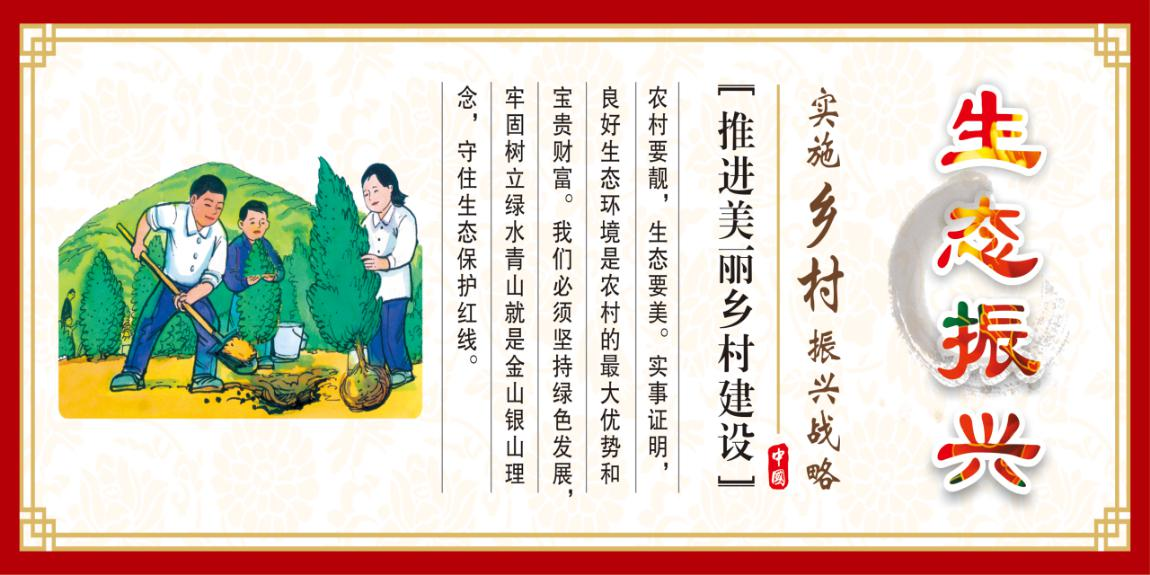 生态振兴
实施乡村振兴战略
中國
『推进美丽乡村建设』
农村要靓，生态要美。实事证明，
良好生态环境是农村的最大优势和
宝贵财富。我们必须坚持绿色发展，
牢固树立绿水青山就是金山银山理
念，守住生态保护红线。